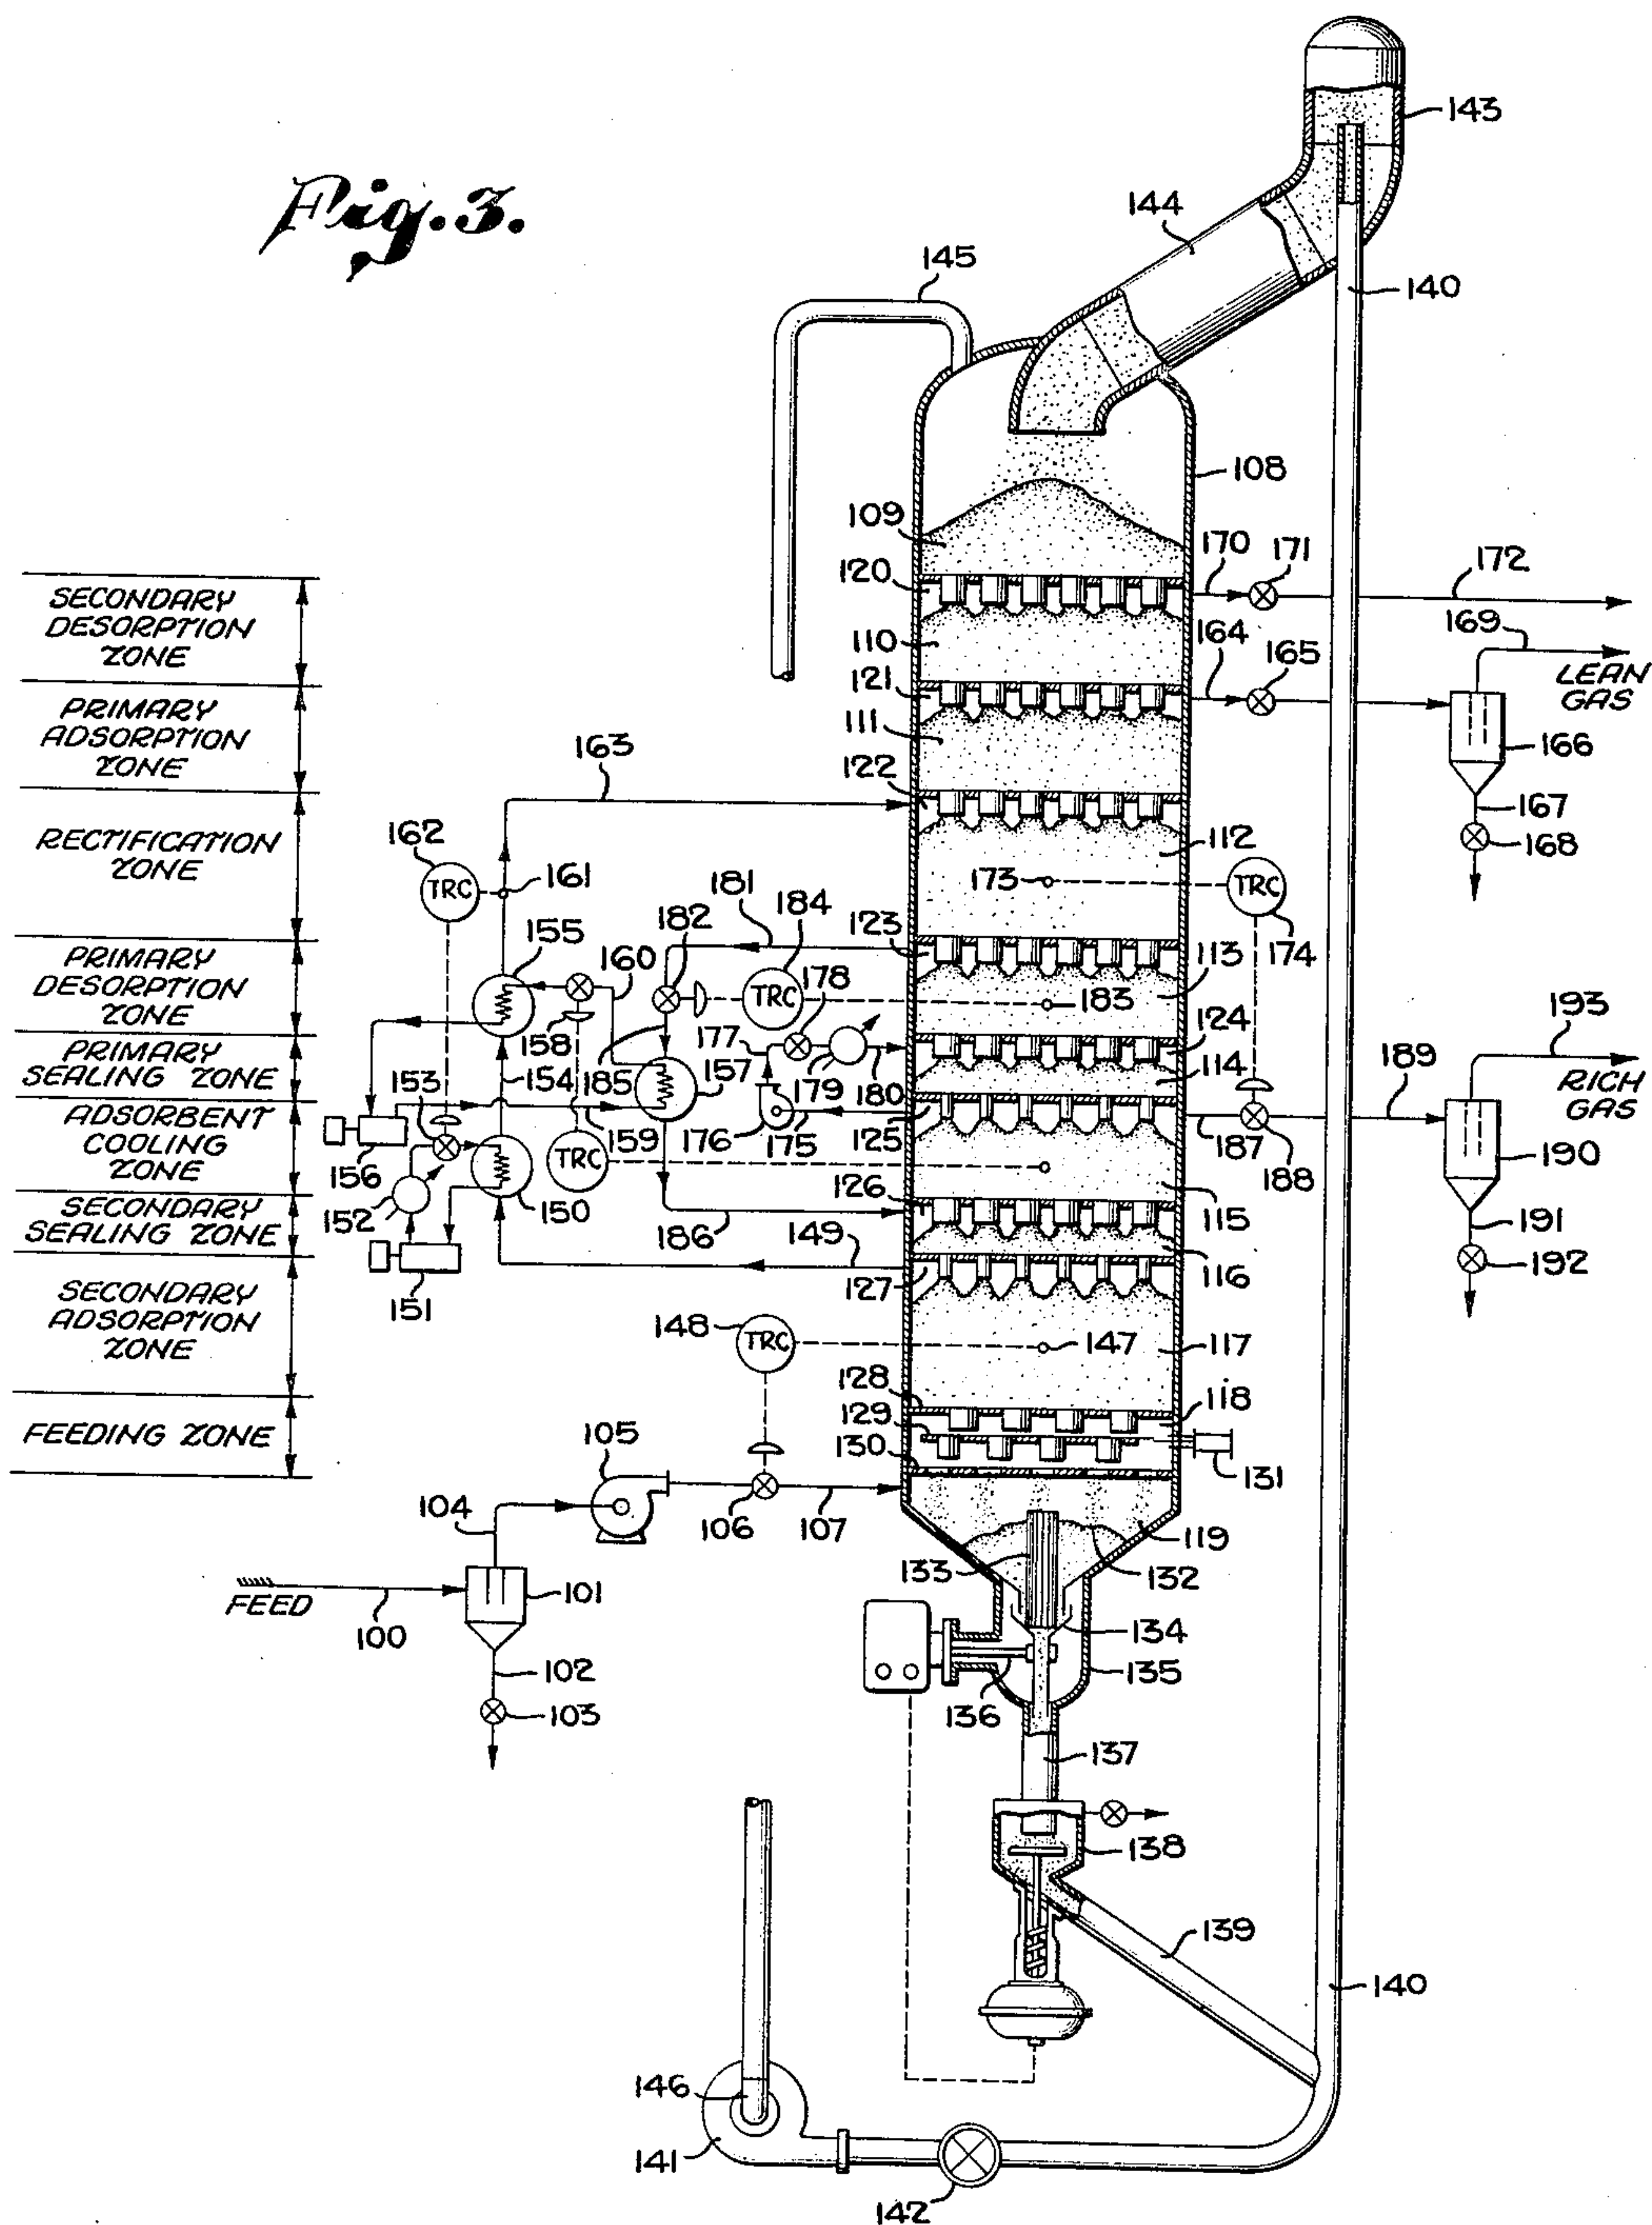 Fig. 3.
143
144
145
140
108
109
120
170
171
172
SECONDARY
DESORPTION
ZONE
110
164
165
169
LEAN
GAS
121
PRIMARY
ADSORPTION
ZONE
111
166
163
122
167
RECTIFICATION
ZONE
162
112
168
TRC
161
173
TRC
181
184
182
174
155
160
123
113
PRIMARY
DESORPTION
ZONE
178
TRC
183
193
158
177
124
PRIMARY
SEALING ZONE
153
154
185
157
179
180
114
189
RICH
GAS
ADSORBENT
COOLING
ZONE
159
176
175
125
187
188
190
156
TRC
152
150
126
115
SECONDARY
SEALING ZONE
186
149
191
116
192
151
127
SECONDARY
ADSORPTION
ZONE
148
TRC
147
117
128
118
129
FEEDING ZONE
130
131
105
104
106
107
119
133
132
FEED
100
101
134
102
135
103
136
137
138
139
140
146
141
142